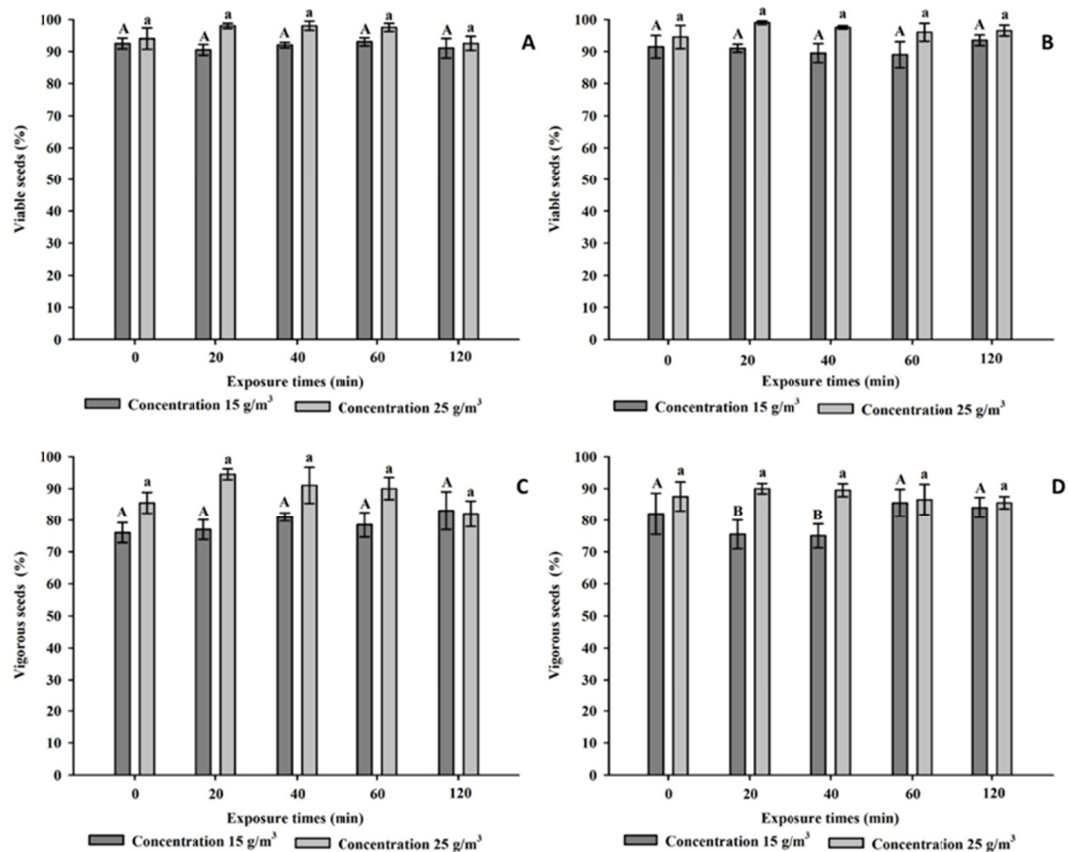 100
90
80
70
60
50
40
30
20
10
0
Viable seeds (%)
A a A a A a A a A a
A
0 20 40 60 120
Exposure times (min)
Concentration 15 g/m³ Concentration 25 g/m³
100
90
80
70
60
50
40
30
20
10
0
Viable seeds (%)
A a A a A a A a A a
B
0 20 40 60 120
Exposure times (min)
Concentration 15 g/m³ Concentration 25 g/m³
100
90
80
70
60
50
40
30
20
10
0
Vigorous seeds (%)
A a A a A a A a A a
C
0 20 40 60 120
Exposure times (min)
Concentration 15 g/m³ Concentration 25 g/m³
100
90
80
70
60
50
40
30
20
10
0
Vigorous seeds (%)
A a B a B a A a A a
D
0 20 40 60 120
Exposure times (min)
Concentration 15 g/m³ Concentration 25 g/m³